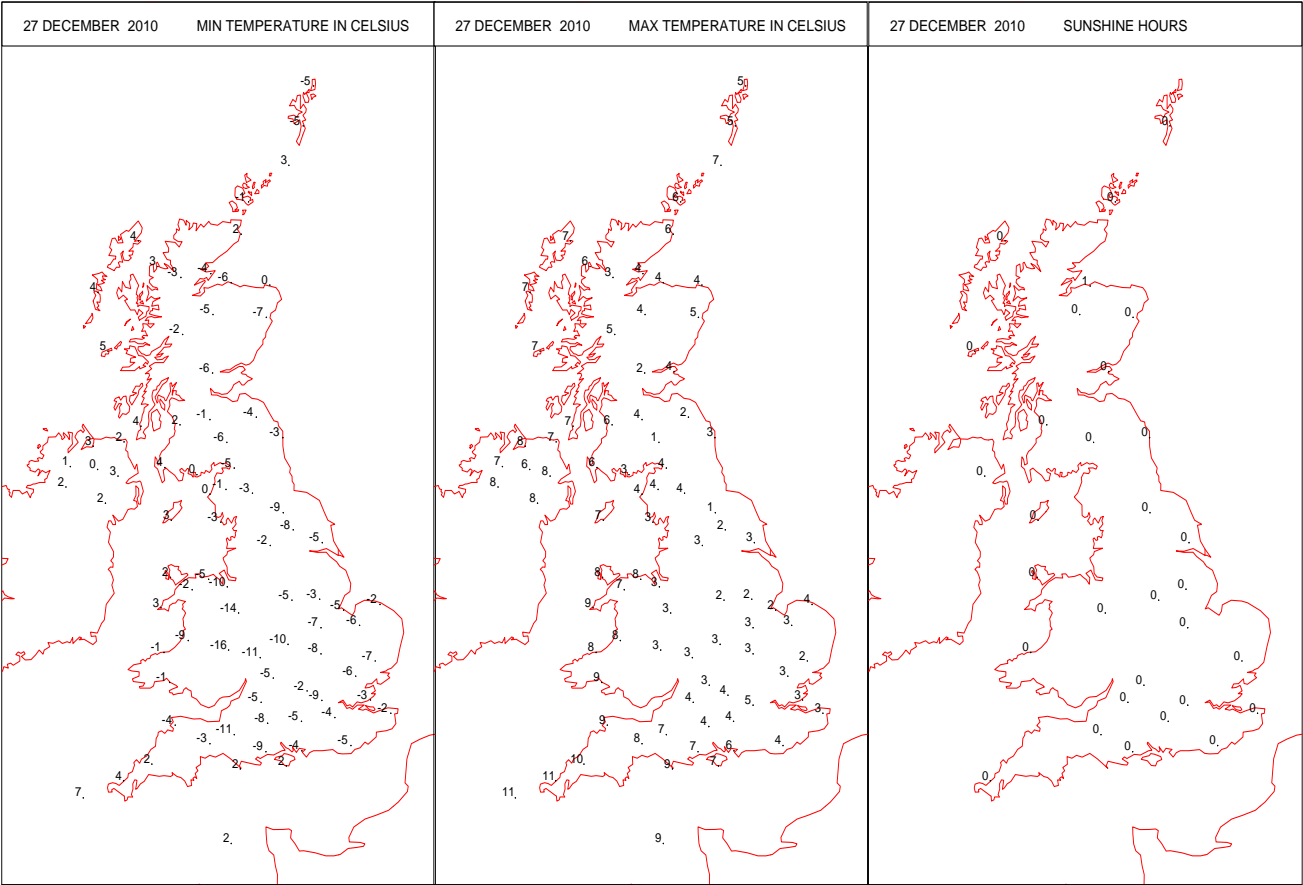 27 DECEMBER 2010 MIN TEMPERATURE IN CELSIUS
-5.
-5.
3.
-1.
2.
4.
3. -3. -4. -6. 0.
4.
-5. -7.
-2.
5.
-6.
4. 2. -1. -4.
3. 2. -6. -3.
1. 0. 3. 4. 0. -5.
2. 2. 0. -1. -3.
3. -3. -9.
-8.
-2. -5.
2. -2. -5. -10.
3. -14. -5. -3. -5. -2.
-7. -6.
-1. -9. -16. -11. -10. -8. -7.
-1. -5. -6.
-5. -2. -9. -3. -2.
-4. -11. -8. -5. -4.
-3. -9. -4. -5.
2. 2. 2.
4.
7.
2.
27 DECEMBER 2010 MAX TEMPERATURE IN CELSIUS
5.
5.
7.
6.
6.
7.
6. 3. 4. 4. 4.
7.
4. 5.
5.
7.
2. 4.
7. 6. 4. 2.
8. 7. 1. 3.
7. 6. 8. 6. 3. 4.
8. 8. 4. 4. 4.
7. 3. 1.
2.
3. 3.
8. 7. 8. 3.
9. 3. 2. 2. 2. 4.
3. 3.
8. 8. 3. 3. 3. 3. 2.
9. 3. 3.
4. 4. 5. 3. 3.
9. 7. 4. 4.
8. 7. 6. 4.
10. 9. 7.
11.
11.
9.
27 DECEMBER 2010 SUNSHINE HOURS
0.
0.
0.
1.
0. 0.
0.
0.
0.
0. 0.
0.
0. 0.
0.
0. 0.
0. 0.
0.
0. 0.
0.
0. 0. 0.
0. 0.
0. 0.
0.